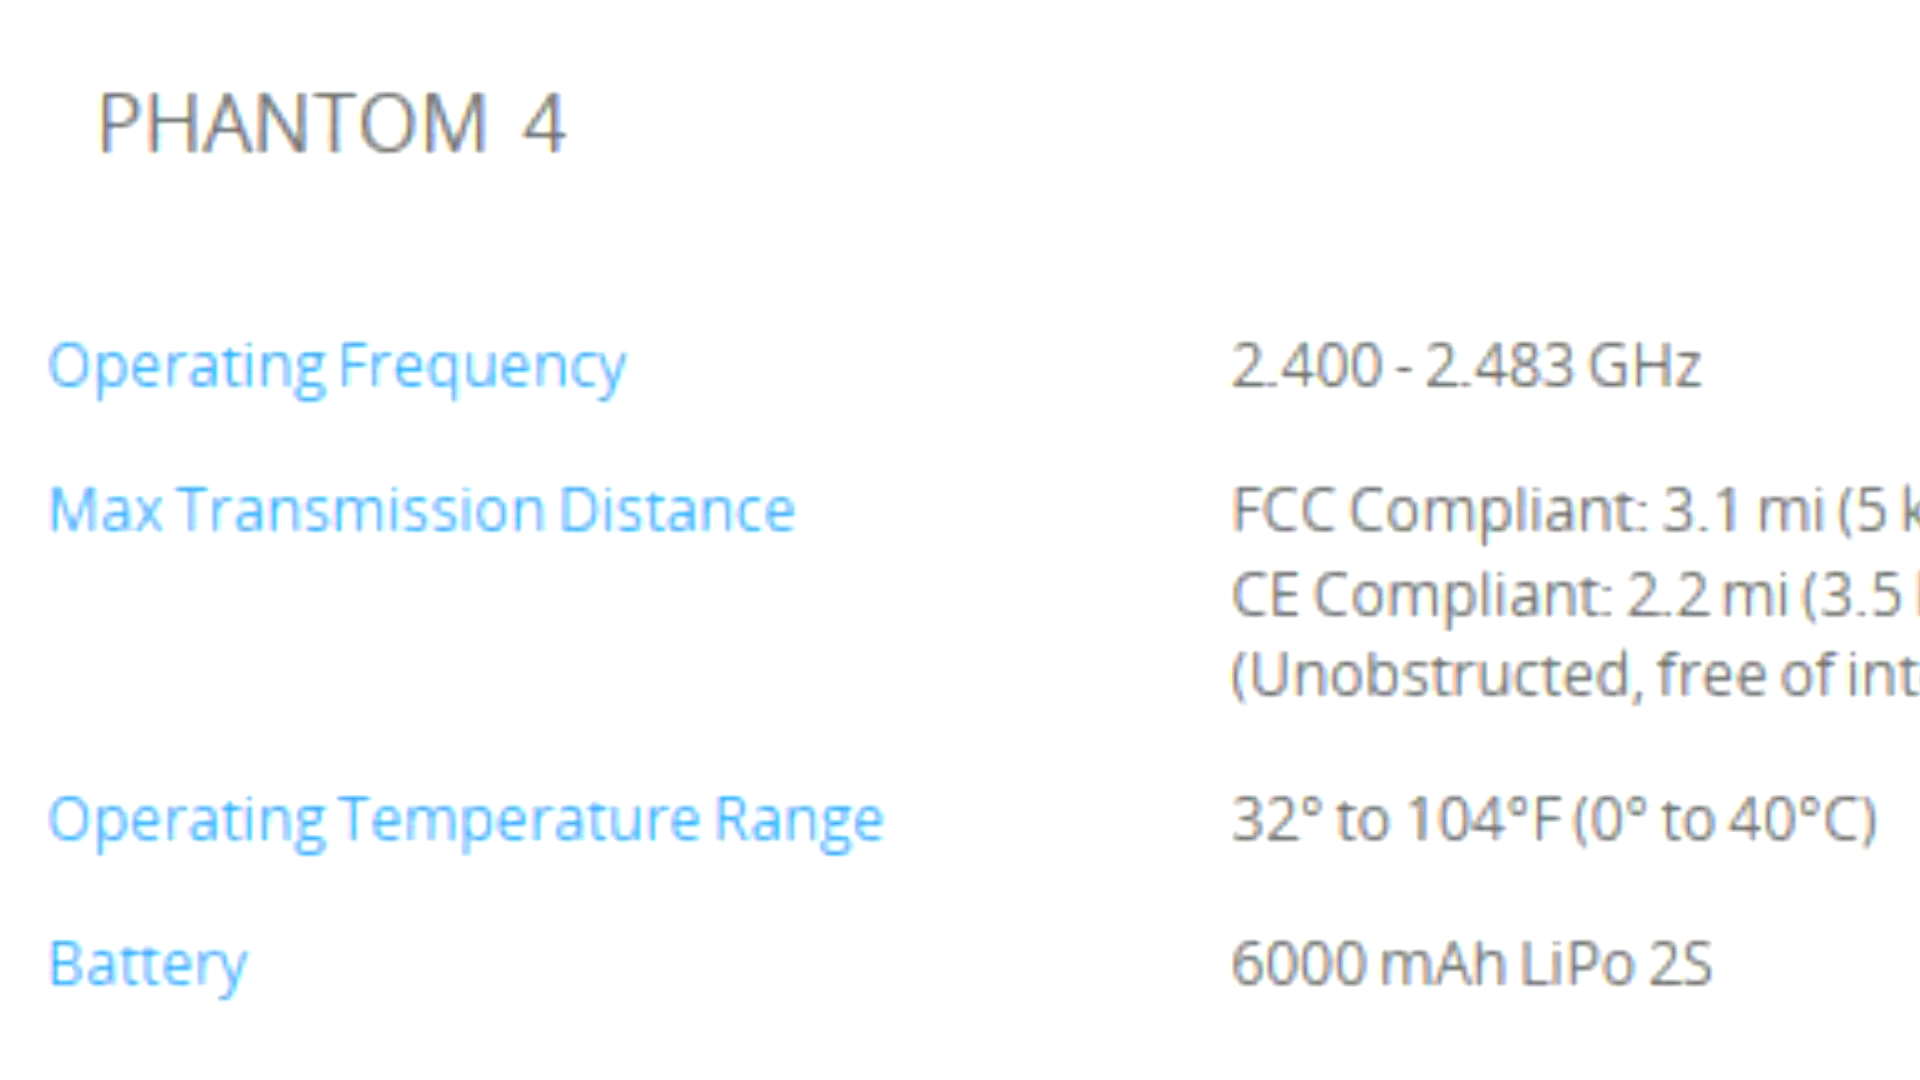 PHANTOM 4
Operating Frequency 2.400 - 2.483 GHz
Max Transmission Distance FCC Compliant: 3.1 mi (5
CE Compliant: 2.2 mi (3.5
(Unobstructed, free of
Operating Temperature Range 32° to 104°F (0° to 40°C)
Battery 6000 mAh LiPo 2S